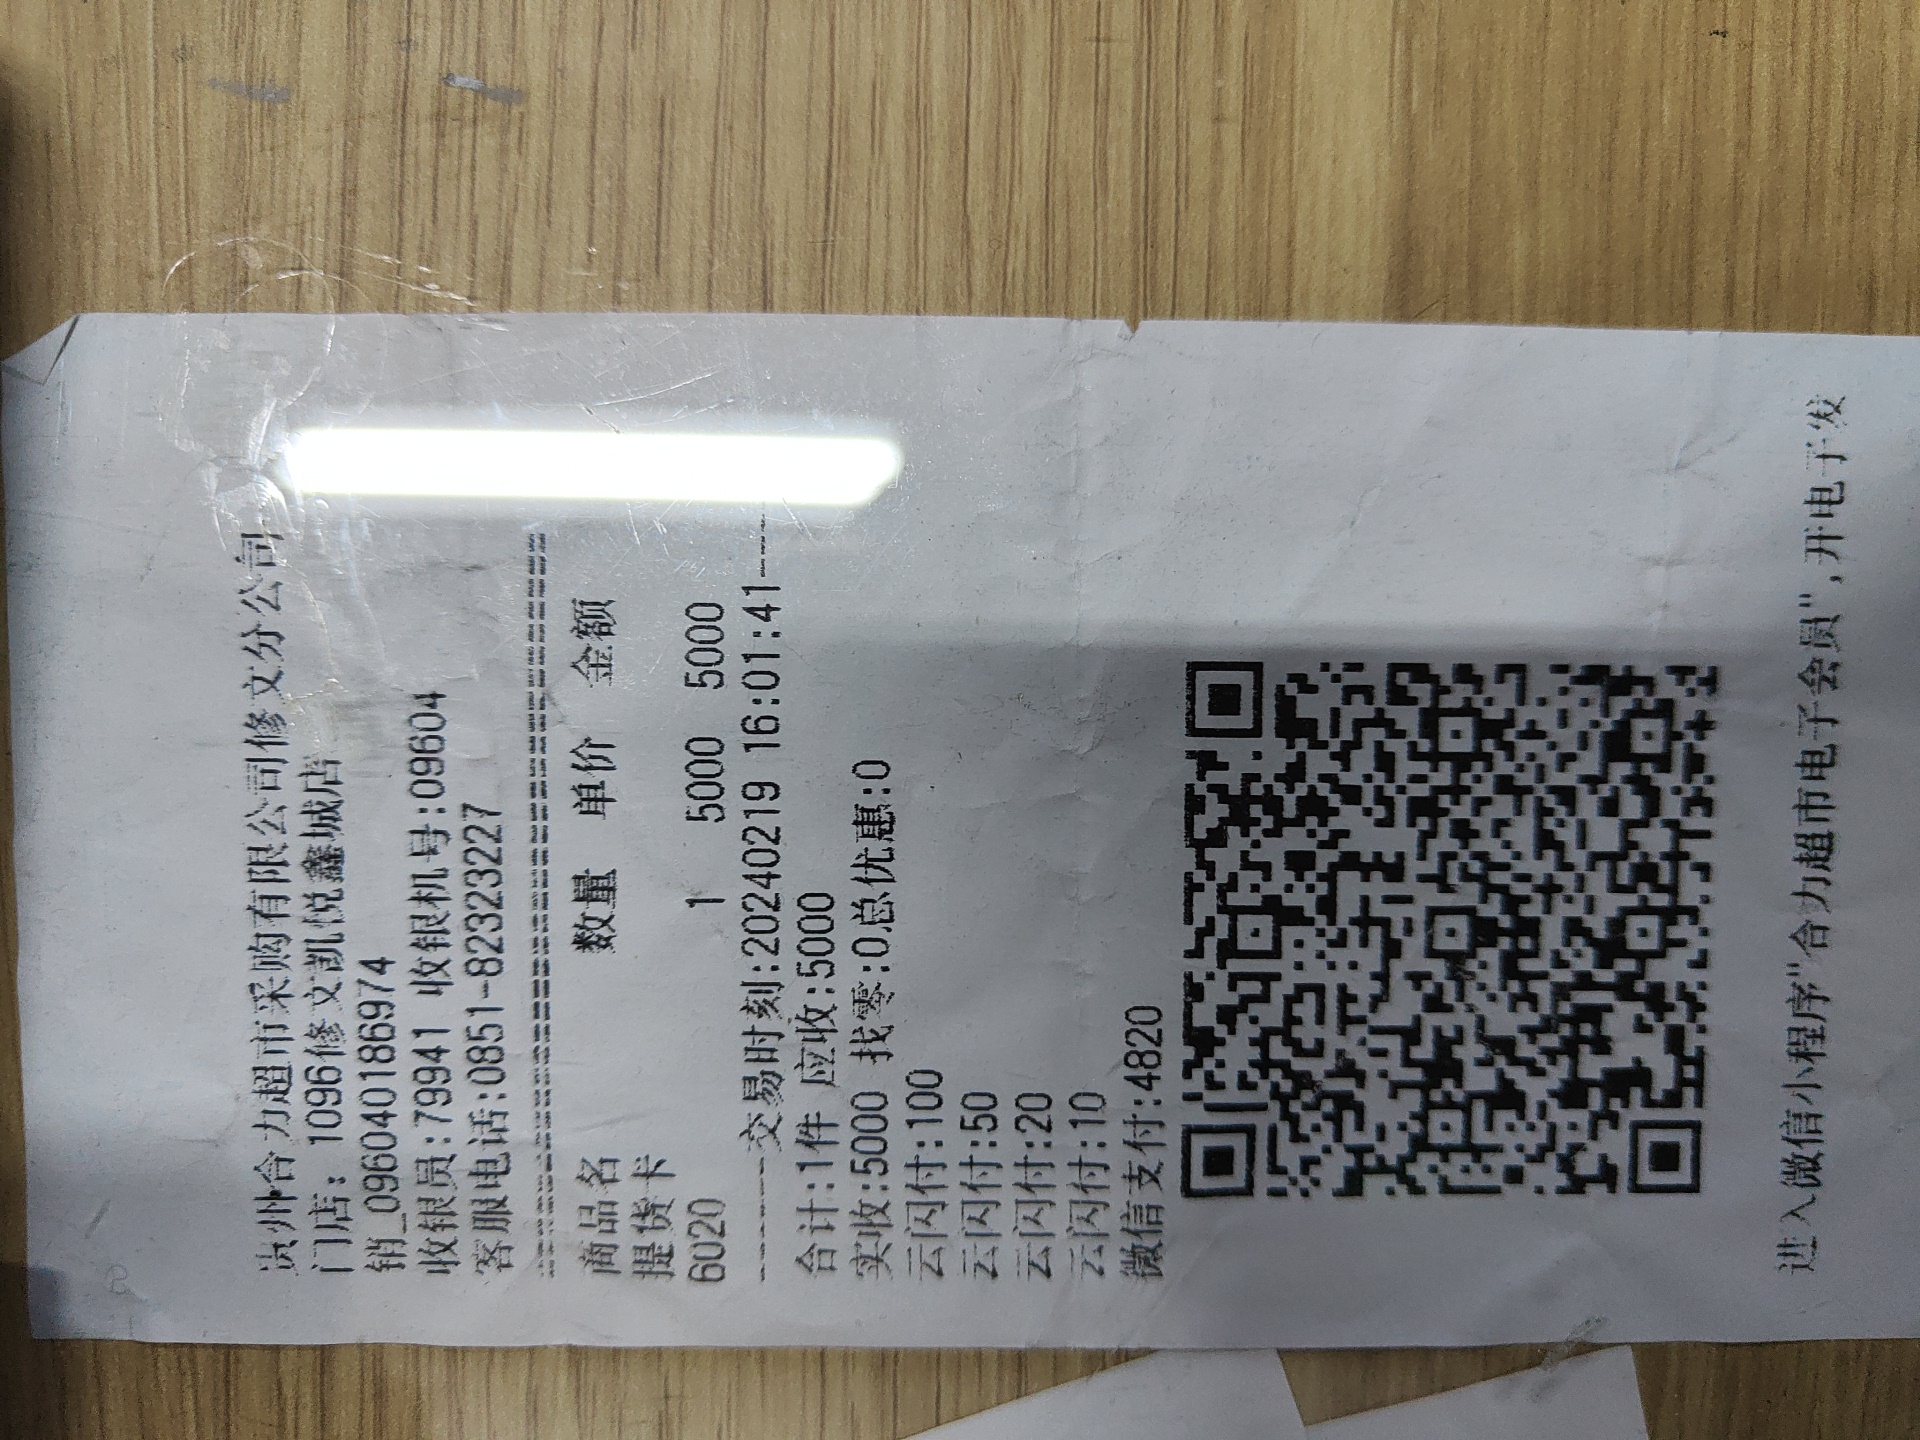 贵州合力超市采购有限公司修文分公司
门店: 1096修文凯悦鑫城店
销_096040186974
收银员:79941 收银机号:09604
客服电话:0851-82323227
商品名 数量 单价 金额
提货卡
6020 1 5000 5000
------交易时刻:20240219 16:01:41------
合计:1件 应收:5000
实收:5000 找零:0总优惠:0
云闪付:100
云闪付:50
云闪付:20
云闪付:10
微信支付:4820
进入微信小程序"合力超市电子会员",开电子发